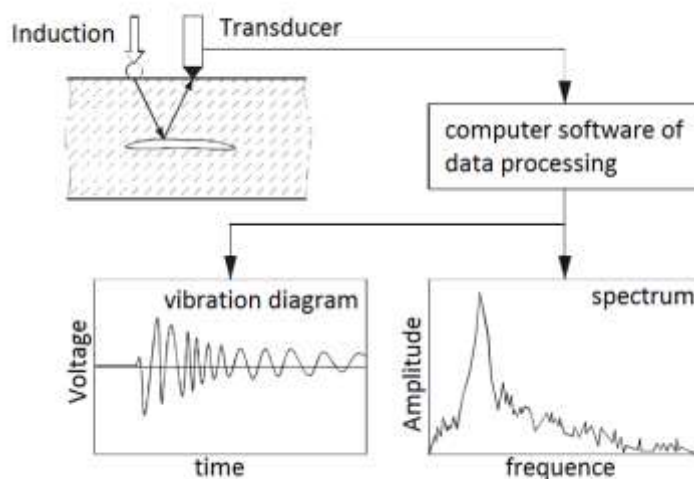 Induction
Transducer
computer software of
data processing
vibration diagram
Voltage
time
spectrum
Amplitude
frequence